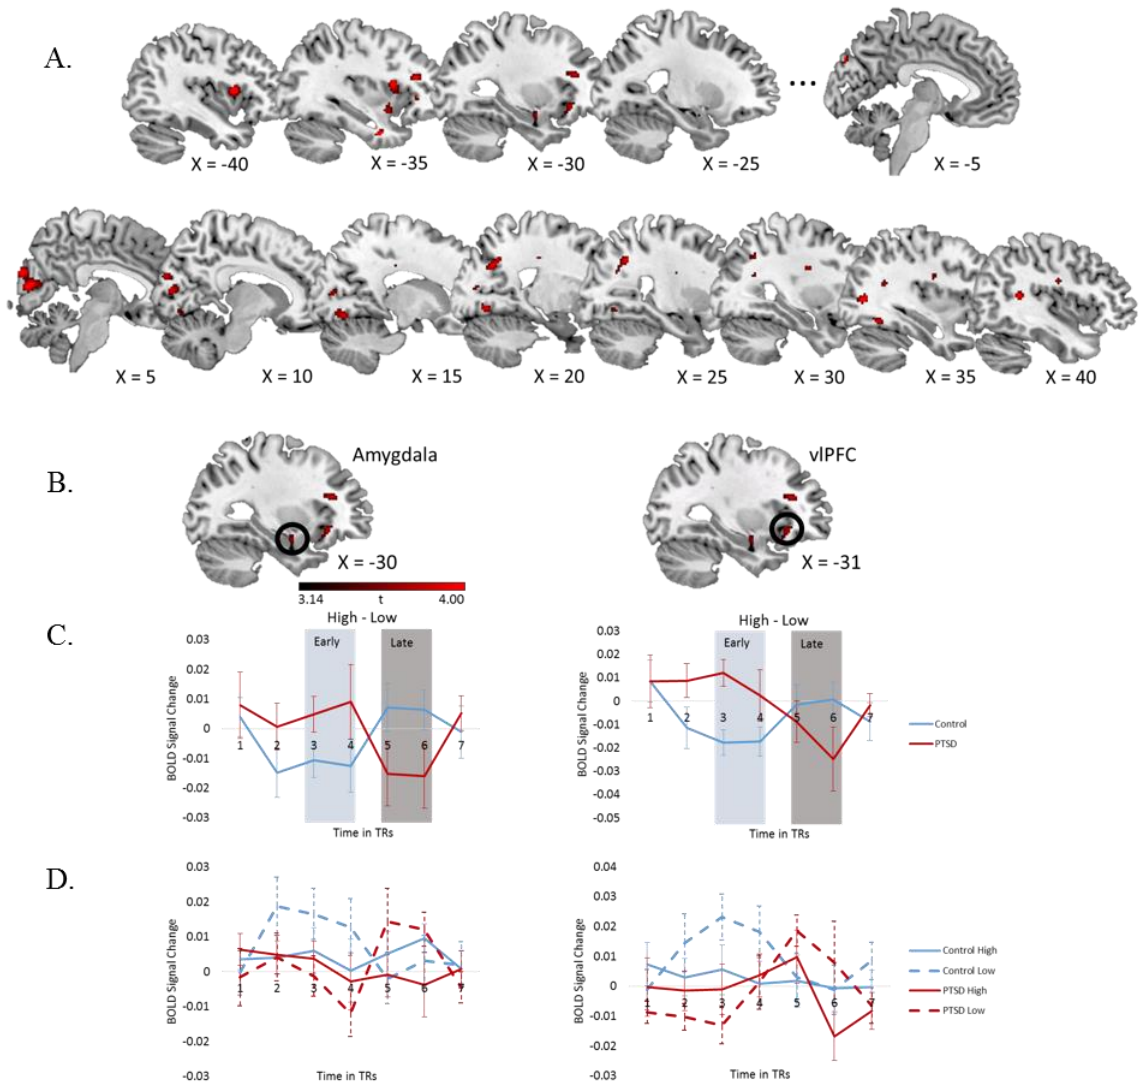 A.
X = -40
X = -35
X = -30
X = -25
...
X = -5
X = 5
X = 10
X = 15
X = 20
X = 25
X = 30
X = 35
X = 40
B.
Amygdala
X = -30
3.14 t 4.00
vlPFC
X = -31
C.
High - Low
Early
Late
0.03
0.02
0.01
0
-0.01
-0.02
-0.03
BOLD Signal Change
1 2 3 4 5 6 7
Time in TRs
High - Low
Early
Late
0.03
0.02
0.01
0
-0.01
-0.02
-0.03
-0.04
-0.05
BOLD Signal Change
1 2 3 4 5 6 7
Time in TRs
Control
PTSD
D.
0.03
0.02
0.01
0
-0.01
-0.02
-0.03
BOLD Signal Change
1 2 3 4 5 6 7
Time in TRs
0.04
0.03
0.02
0.01
0
-0.01
-0.02
-0.03
BOLD Signal Change
1 2 3 4 5 6 7
Time in TRs
Control High
Control Low
PTSD High
PTSD Low